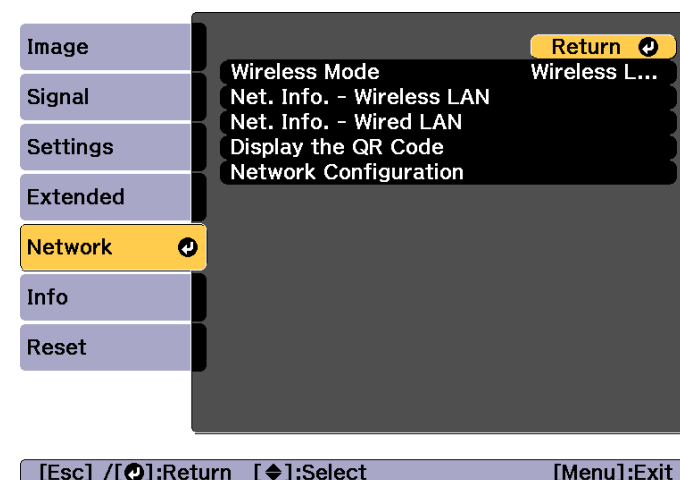 Image
Signal
Settings
Extended
Network
Info
Reset
Return
Wireless Mode Wireless L...
Net. Info. - Wireless LAN
Net. Info. - Wired LAN
Display the QR Code
Network Configuration
[Esc] /[ ]:Return [ ]:Select [Menu]:Exit